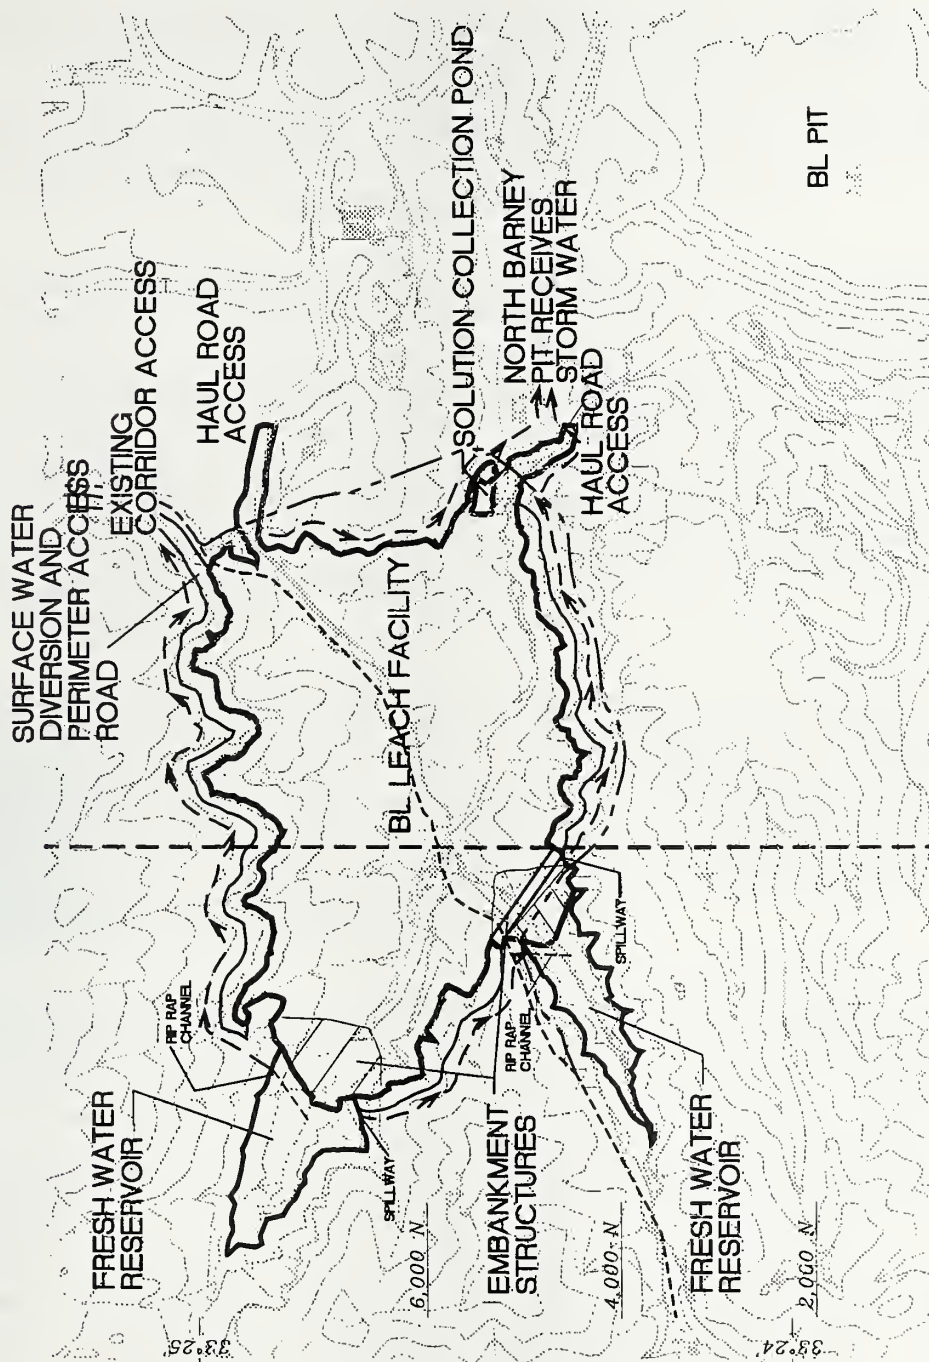 SURFACE WATER
DIVERSION AND
PERIMETER ACCESS
ROAD
EXISTING
CORRIDOR ACCESS
HAUL ROAD
ACCESS
SOLUTION COLLECTION POND
NORTH BARNEY
PIT RECEIVES
STORM WATER
HAUL ROAD
ACCESS
BL PIT
BL LEACH FACILITY
RIP RAP
CHANNEL
FRESH WATER
RESERVOIR
SPILLWAY
EMBANKMENT
STRUCTURES
RIP RAP
CHANNEL
SPILLWAY
FRESH WATER
RESERVOIR
6,000 N
4,000 N
2,000 N
33°25'
33°24'